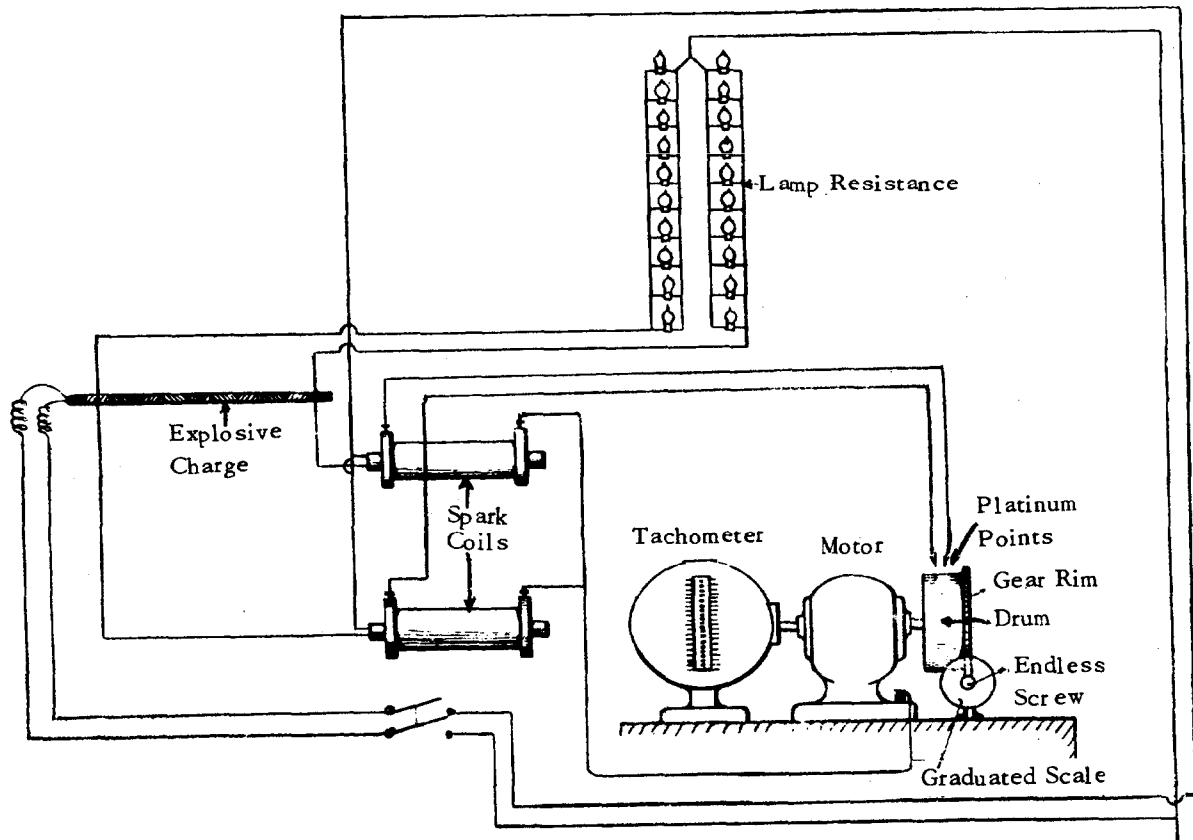 Lamp Resistance
Explosive
Charge
Spark
Coils
Tachometer
Motor
Platinum
Points
Gear Rim
Drum
Endless
Screw
Graduated Scale